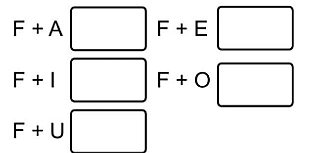 F + A F + E
F + I F + O
F + U